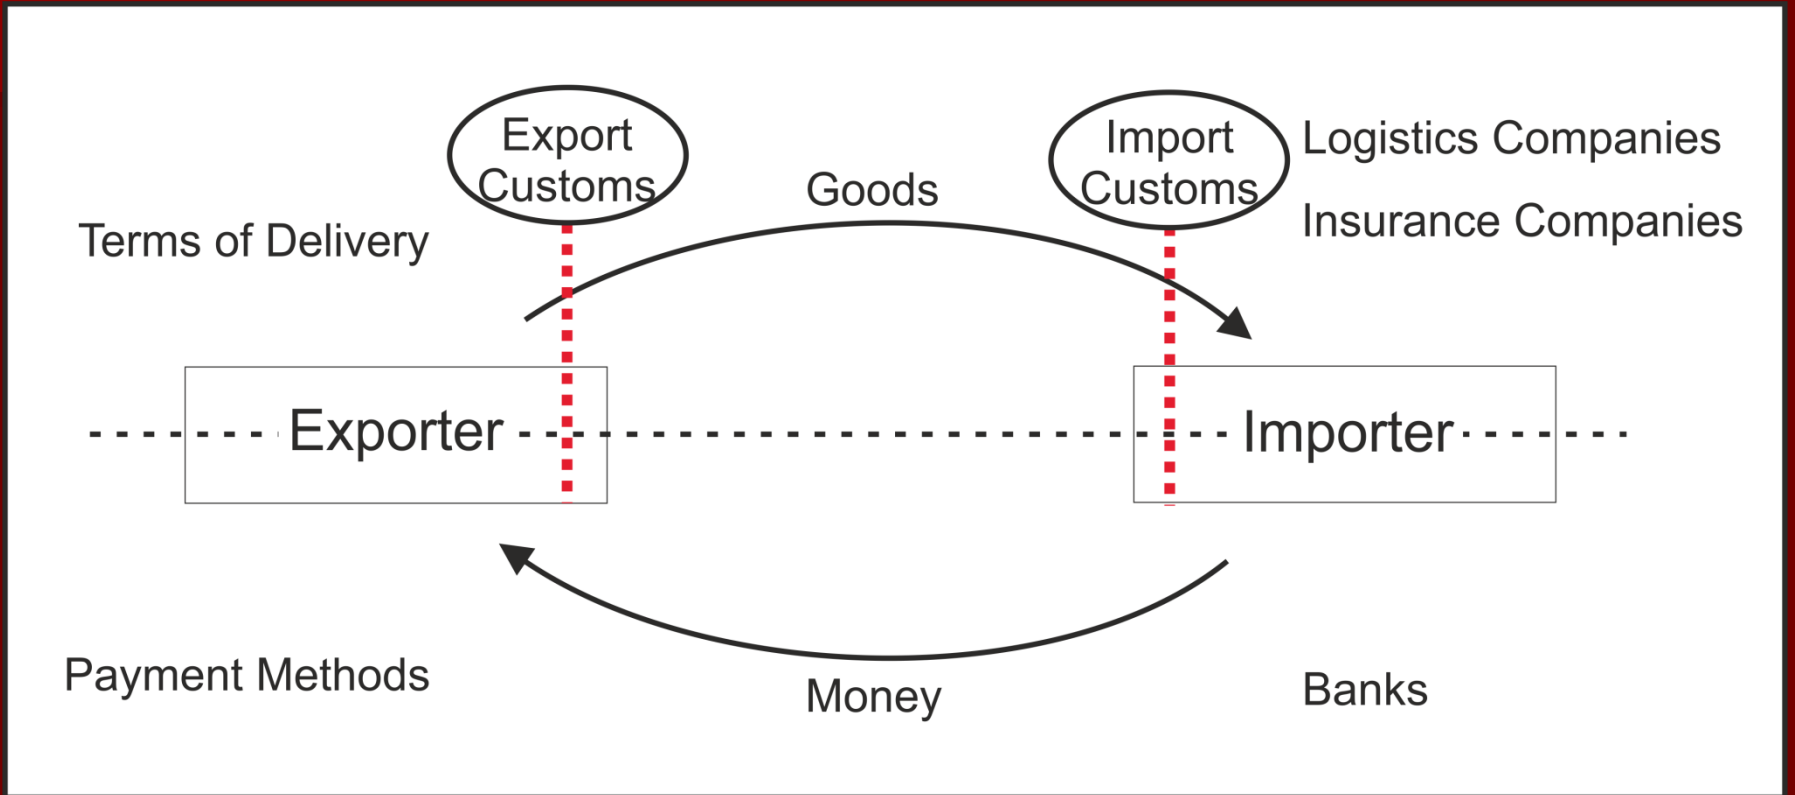 Export
Customs
Import
Customs
Logistics Companies
Goods
Insurance Companies
Terms of Delivery
Exporter
Importer
Payment Methods
Money
Banks